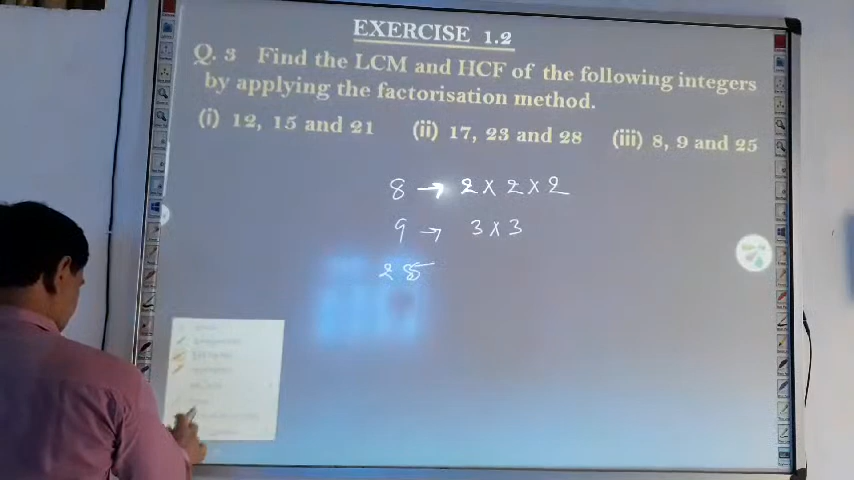 EXERCISE 1.2
Q. 3 Find the LCM and HCF of the following integers
by applying the factorisation method.
(i) 12, 15 and 21 (ii) 17, 23 and 28 (iii) 8, 9 and 25
8 → 2 × 2 × 2
9 → 3 × 3
25